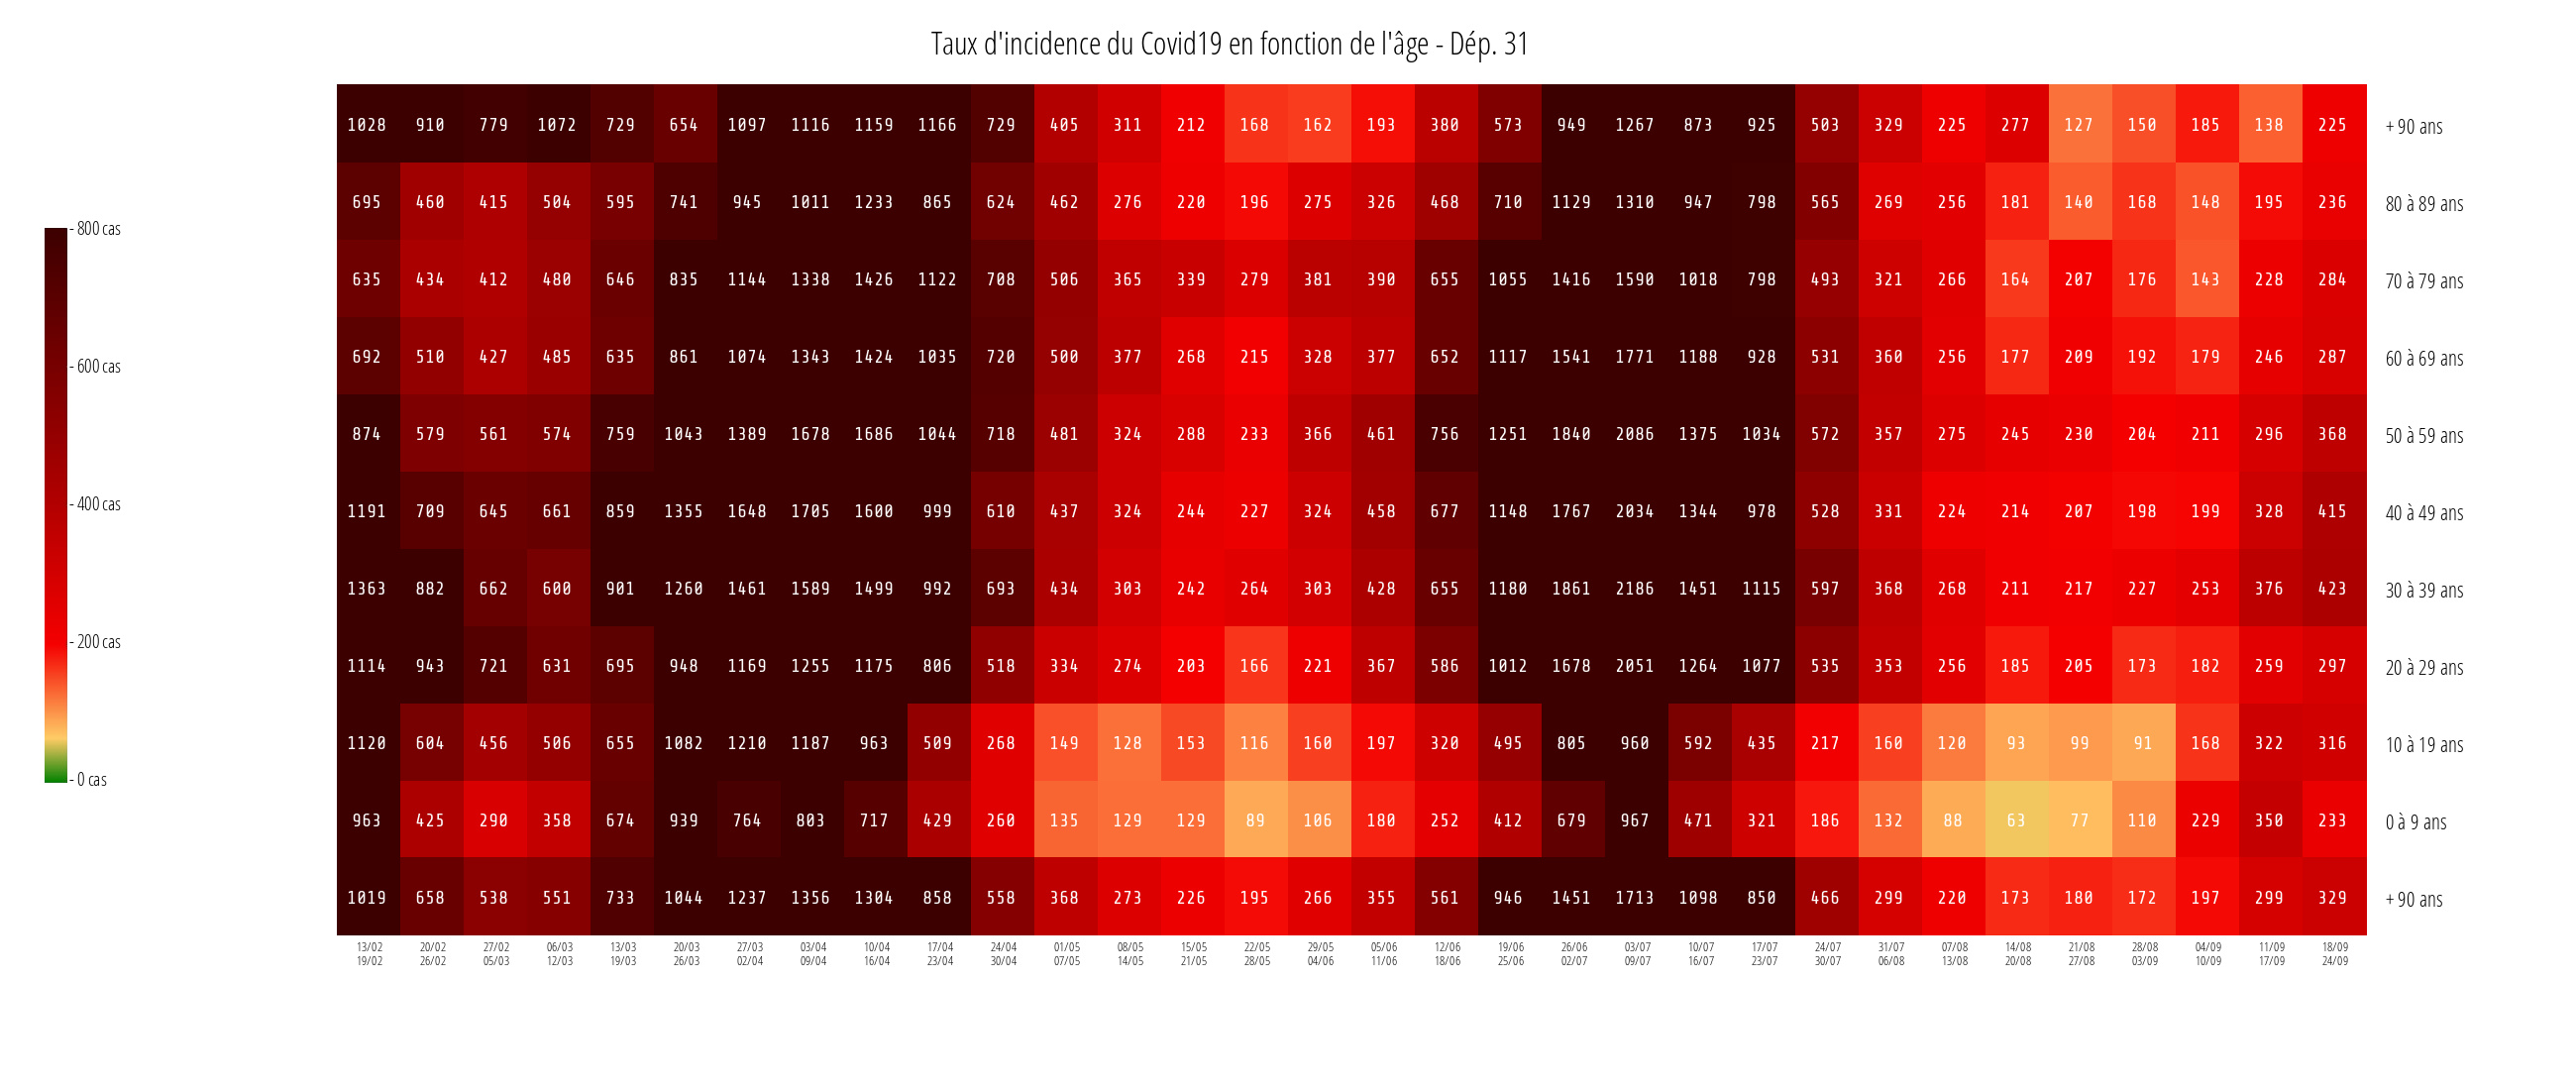 Taux d'incidence du Covid19 en fonction de l'âge - Dép. 31
- 800 cas
- 600 cas
- 400 cas
- 200 cas
- 0 cas
1028 910 779 1072 729 654 1097 1116 1159 1166 729 405 311 212 168 162 193 380 573 949 1267 873 925 503 329 225 277 127 150 185 138 225 + 90 ans
695 460 415 504 595 741 945 1011 1233 865 624 462 276 220 196 275 326 468 710 1129 1310 947 798 565 269 256 181 140 168 148 195 236 80 à 89 ans
635 434 412 480 646 835 1144 1338 1426 1122 708 506 365 339 279 381 390 655 1055 1416 1590 1018 798 493 321 266 164 207 176 143 228 284 70 à 79 ans
692 510 427 485 635 861 1074 1343 1424 1035 720 500 377 268 215 328 377 652 1117 1541 1771 1188 928 531 360 256 177 209 192 179 246 287 60 à 69 ans
874 579 561 574 759 1043 1389 1678 1686 1044 718 481 324 288 233 366 461 756 1251 1840 2086 1375 1034 572 357 275 245 230 204 211 296 368 50 à 59 ans
1191 709 645 661 859 1355 1648 1705 1600 999 610 437 324 244 227 324 458 677 1148 1767 2034 1344 978 528 331 224 214 207 198 199 328 415 40 à 49 ans
1363 882 662 600 901 1260 1461 1589 1499 992 693 434 303 242 264 303 428 655 1180 1861 2186 1451 1115 597 368 268 211 217 227 253 376 423 30 à 39 ans
1114 943 721 631 695 948 1169 1255 1175 806 518 334 274 203 166 221 367 586 1012 1678 2051 1264 1077 535 353 256 185 205 173 182 259 297 20 à 29 ans
1120 604 456 506 655 1082 1210 1187 963 509 268 149 128 153 116 160 197 320 495 805 960 592 435 217 160 120 93 99 91 168 322 316 10 à 19 ans
963 425 290 358 674 939 764 803 717 429 260 135 129 129 89 106 180 252 412 679 967 471 321 186 132 88 63 77 110 229 350 233 0 à 9 ans
1019 658 538 551 733 1044 1237 1356 1304 858 558 368 273 226 195 266 355 561 946 1451 1713 1098 850 466 299 220 173 180 172 197 299 329 + 90 ans
13/02 20/02 27/02 06/03 13/03 20/03 27/03 03/04 10/04 17/04 24/04 01/05 08/05 15/05 22/05 29/05 05/06 12/06 19/06 26/06 03/07 10/07 17/07 24/07 31/07 07/08 14/08 21/08 28/08 04/09 11/09 18/09
19/02 26/02 05/03 12/03 19/03 26/03 02/04 09/04 16/04 23/04 30/04 07/05 14/05 21/05 28/05 04/06 11/06 18/06 25/06 02/07 09/07 16/07 23/07 30/07 06/08 13/08 20/08 27/08 03/09 10/09 17/09 24/09